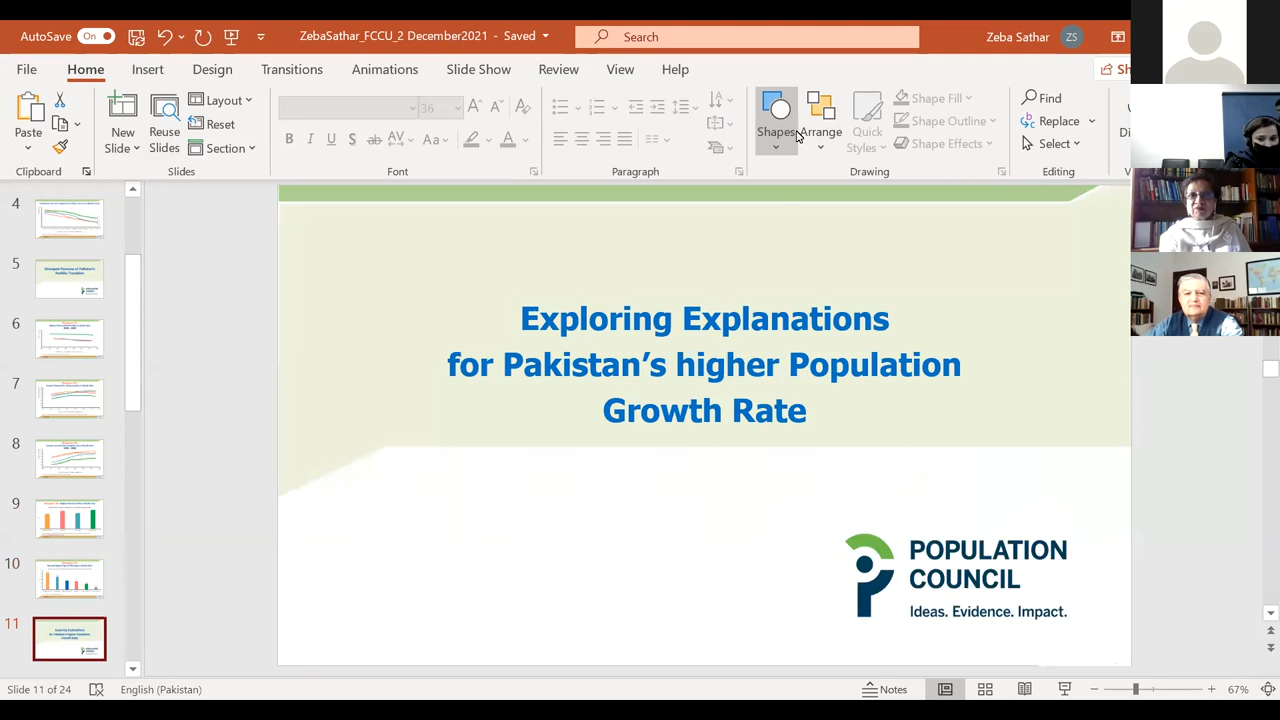 AutoSave On ZebaSathar_FCCU_2 December2021 - Saved Search Zeba Sathar ZS
File Home Insert Design Transitions Animations Slide Show Review View Help
Paste
Clipboard
New Slide
Reuse Slides
Layout
Reset
Section
Slides
36
B I U S ab AV Aa A
Font
Paragraph
Shapes
Arrange
Quick Styles
Shape Fill
Shape Outline
Shape Effects
Drawing
Find
Replace
Select
Editing
4
5
6
7
8
9
10
11
Exploring Explanations
for Pakistan's higher Population
Growth Rate
POPULATION
COUNCIL
Ideas. Evidence. Impact.
Slide 11 of 24 English (Pakistan) Notes 67%